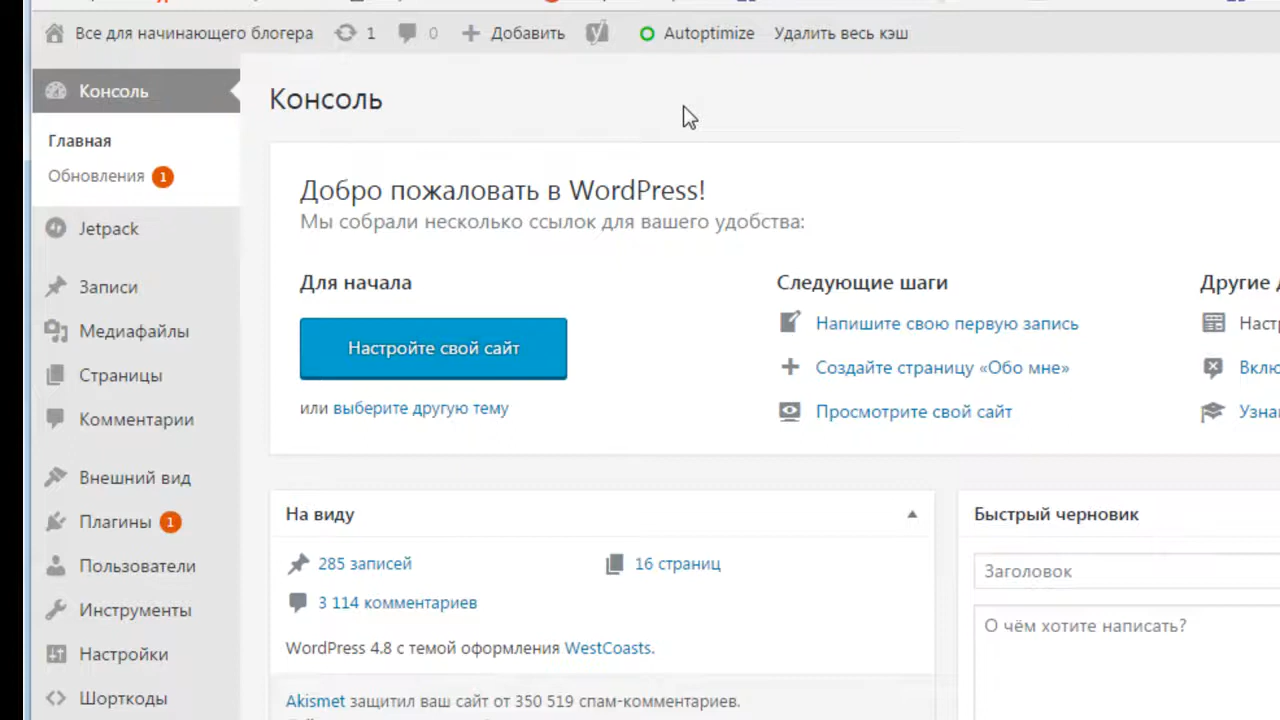 Все для начинающего блогера 1 0 Добавить Autoptimize Удалить весь кэш
Консоль
Главная
Обновления 1
Jetpack
Записи
Медиафайлы
Страницы
Комментарии
Внешний вид
Плагины 1
Пользователи
Инструменты
Настройки
Шорткоды
Консоль
Добро пожаловать в WordPress!
Мы собрали несколько ссылок для вашего удобства:
Для начала
Настройте свой сайт
или выберите другую тему
Следующие шаги
Напишите свою первую запись
Создайте страницу «Обо мне»
Просмотрите свой сайт
Другие
На виду
285 записей
16 страниц
3 114 комментариев
WordPress 4.8 с темой оформления WestCoasts.
Akismet защитил ваш сайт от 350 519 спам-комментариев.
Быстрый черновик
Заголовок
О чём хотите написать?